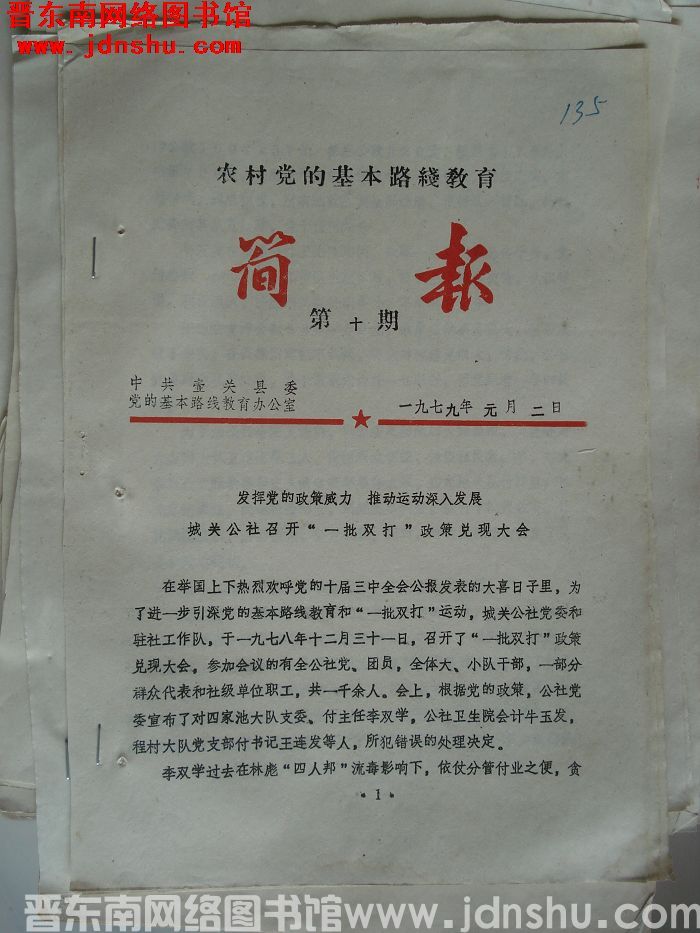 晋东南网络图书馆
www.jdnshu.com
135
农村党的基本路綫教育
简报
第十期
中共壶关县委
党的基本路线教育办公室
一九七九年元月二日
发挥党的政策威力 推动运动深入发展
城关公社召开“一批双打”政策兑现大会
在举国上下热烈欢呼党的十届三中全会公报发表的大喜日子里，为
了进一步引深党的基本路线教育和“一批双打”运动，城关公社党委和
驻社工作队，于一九七八年十二月三十一日，召开了“一批双打”政策
兑现大会。参加会议的有全公社党、团员，全体大、小队干部，一部分
群众代表和社级单位职工，共一千余人。会上，根据党的政策，公社党
委宣布了对四家池大队支委、付主任李双学，公社卫生院会计牛玉发，
程村大队党支部付书记王连发等人，所犯错误的处理决定。
李双学过去在林彪“四人邦”流毒影响下，依仗分管付业之便，贪
·1·
晋东南网络图书馆www.jdnshu.com